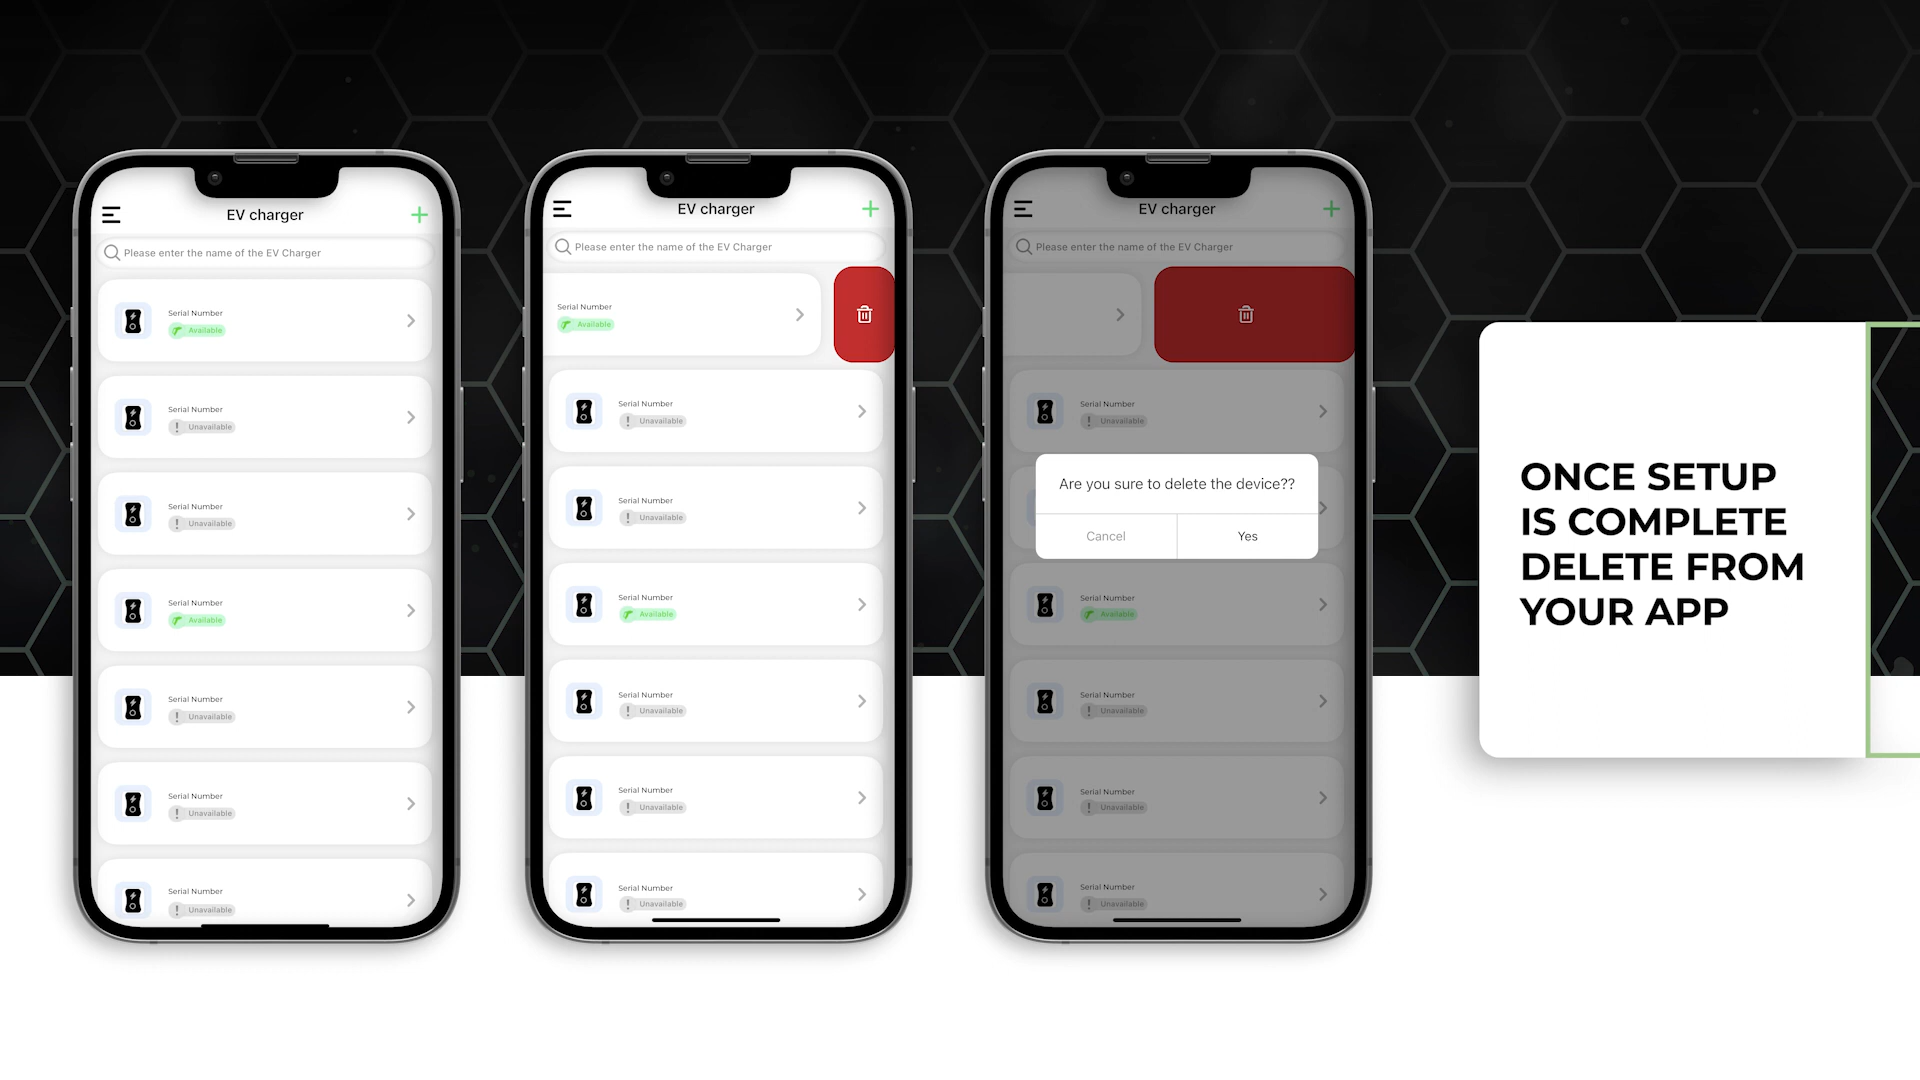 EV charger
Please enter the name of the EV Charger
Serial Number
Available
Serial Number
Unavailable
Serial Number
Unavailable
Serial Number
Available
Serial Number
Unavailable
Serial Number
Unavailable
Serial Number
Unavailable
EV charger
Please enter the name of the EV Charger
Serial Number
Available
Serial Number
Unavailable
Serial Number
Unavailable
Serial Number
Available
Serial Number
Unavailable
Serial Number
Unavailable
Serial Number
Unavailable
EV charger
Please enter the name of the EV Charger
Serial Number
Unavailable
Are you sure to delete the device??
Cancel Yes
Serial Number
Available
Serial Number
Unavailable
Serial Number
Unavailable
Serial Number
Unavailable
ONCE SETUP
IS COMPLETE
DELETE FROM
YOUR APP